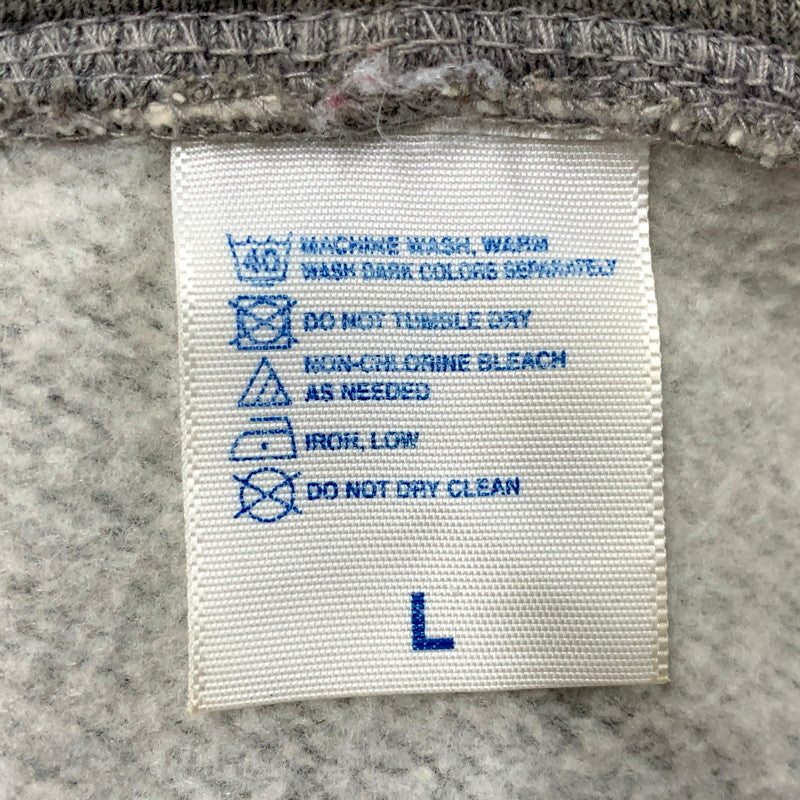 40 MACHINE WASH, WARM
WASH DARK COLORS SEPARATELY
DO NOT TUMBLE DRY
NON-CHLORINE BLEACH
AS NEEDED
IRON, LOW
DO NOT DRY CLEAN
L